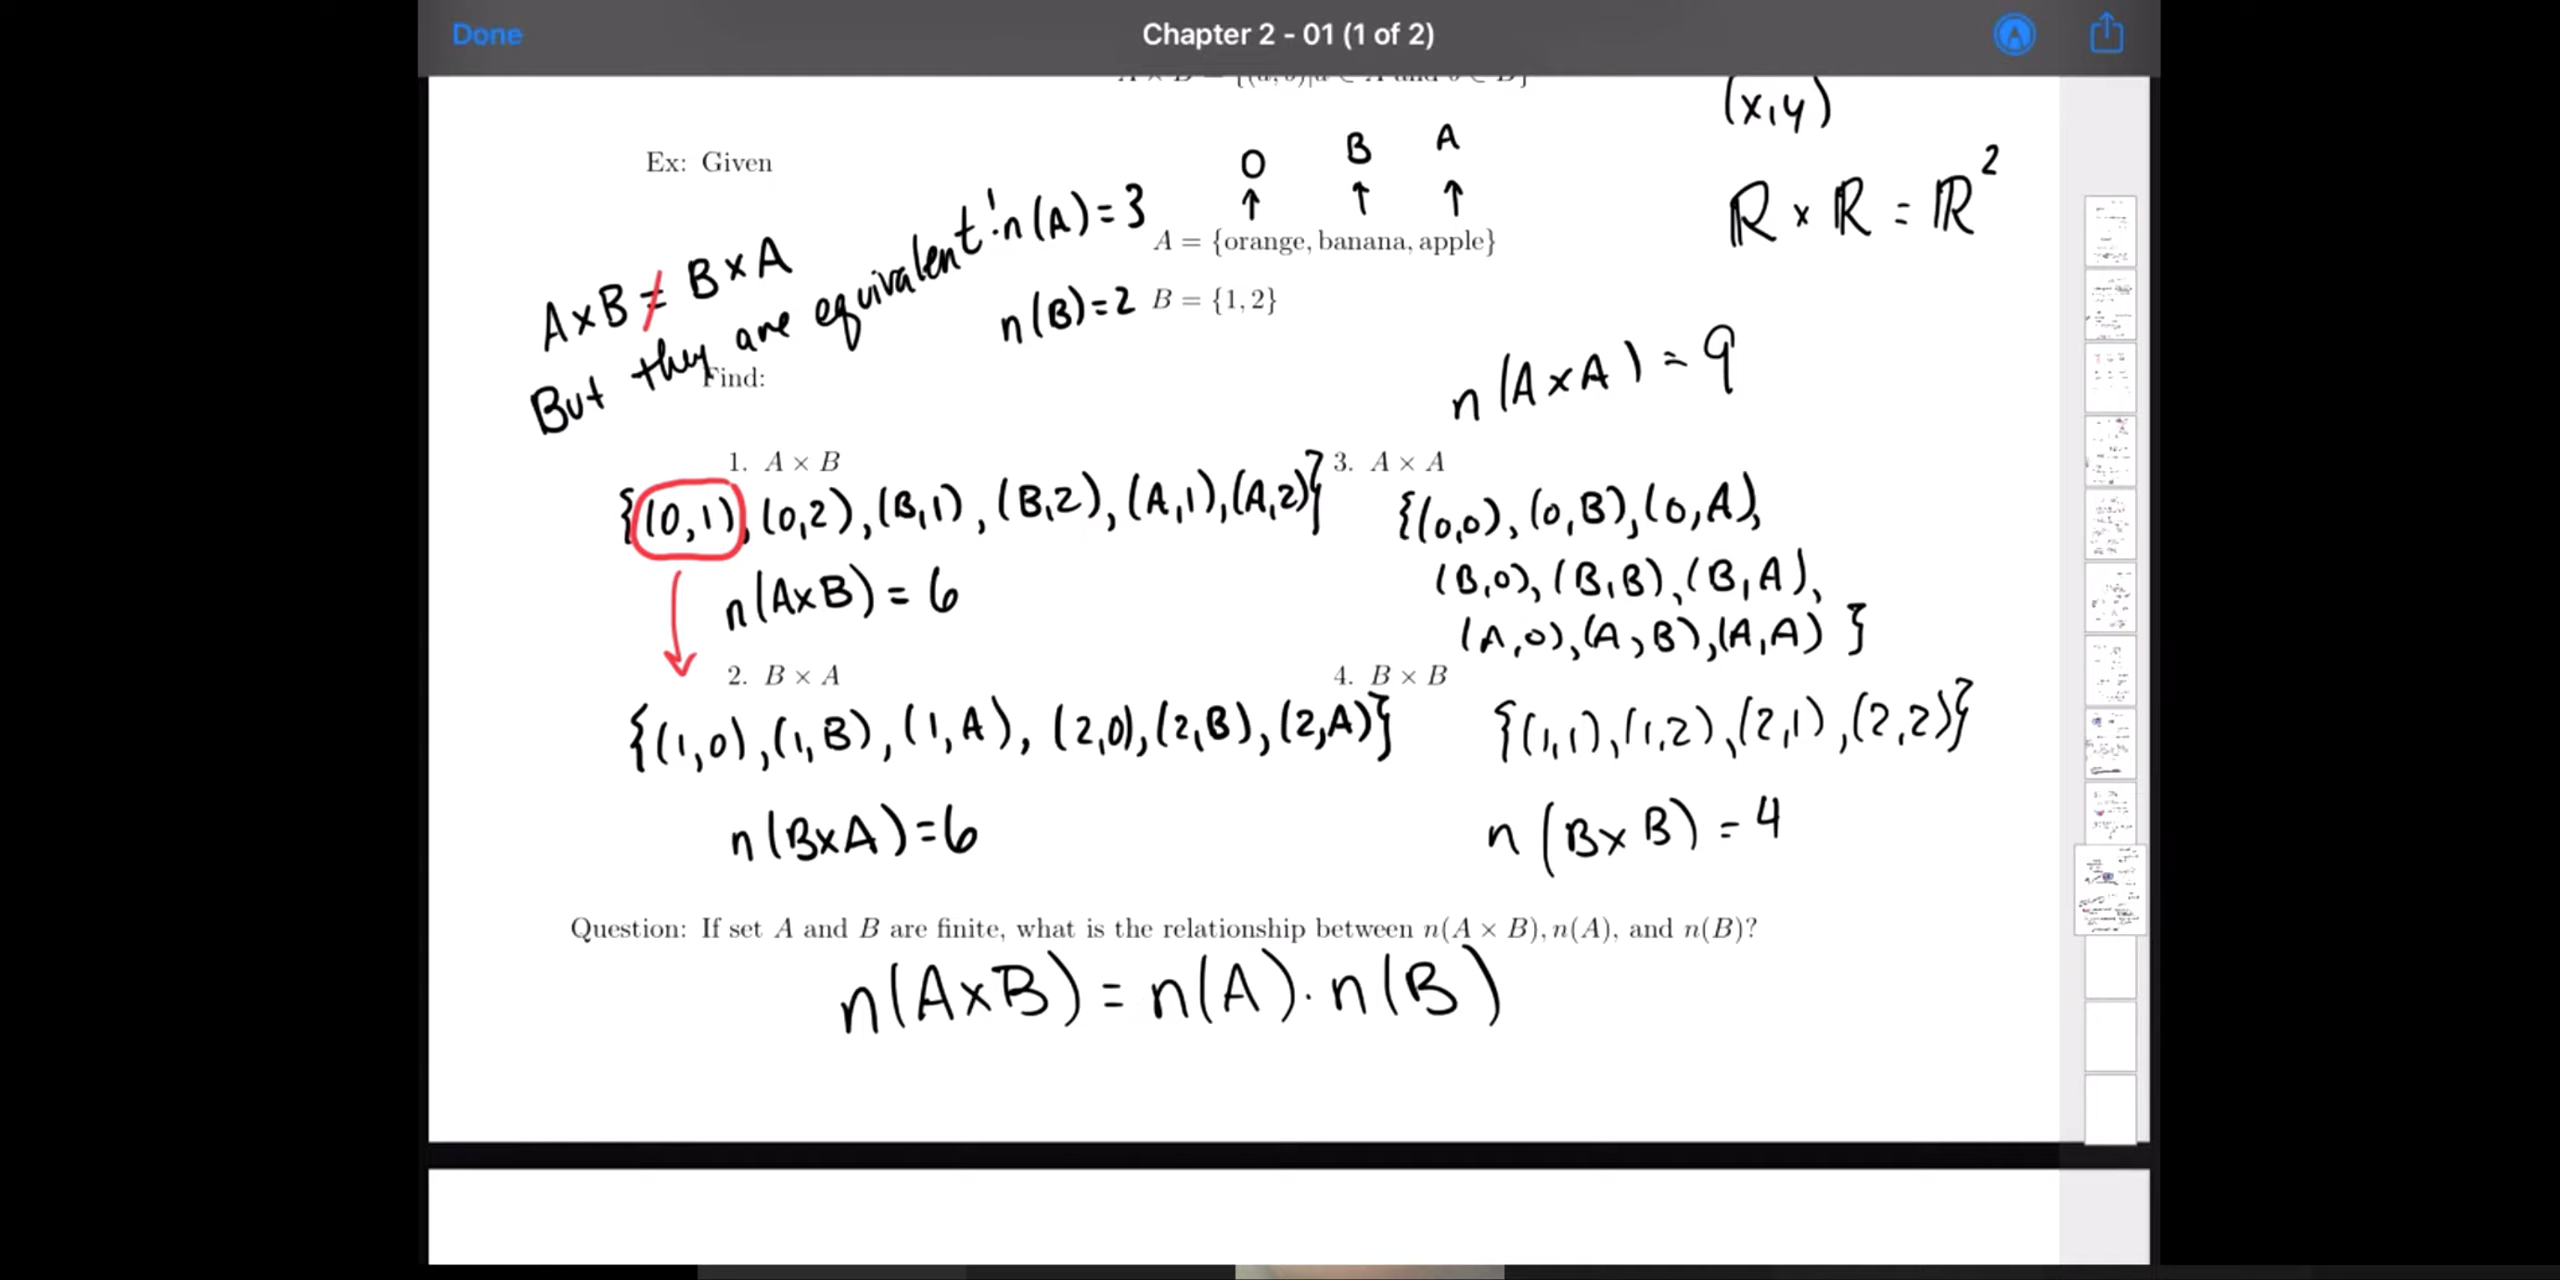 Done
Chapter 2 - 01 (1 of 2)
(x,y)
Ex: Given
O B A
↑ ↑ ↑
ℝ × ℝ = ℝ²
n(A)=3
A = {orange, banana, apple}
A×B ≠ B×A
But they are equivalent!
n(B)=2
B = {1, 2}
Find:
n(A×A) = 9
1. A × B
{(O,1), (O,2), (B,1), (B,2), (A,1), (A,2)}
n(A×B) = 6
3. A × A
{(O,O), (O,B), (O,A),
(B,O), (B,B), (B,A),
(A,O), (A,B), (A,A) }
2. B × A
{(1,O), (1,B), (1,A), (2,O), (2,B), (2,A)}
n(B×A) = 6
4. B × B
{(1,1), (1,2), (2,1), (2,2)}
n(B×B) = 4
Question: If set A and B are finite, what is the relationship between n(A × B), n(A), and n(B)?
n(A×B) = n(A) · n(B)